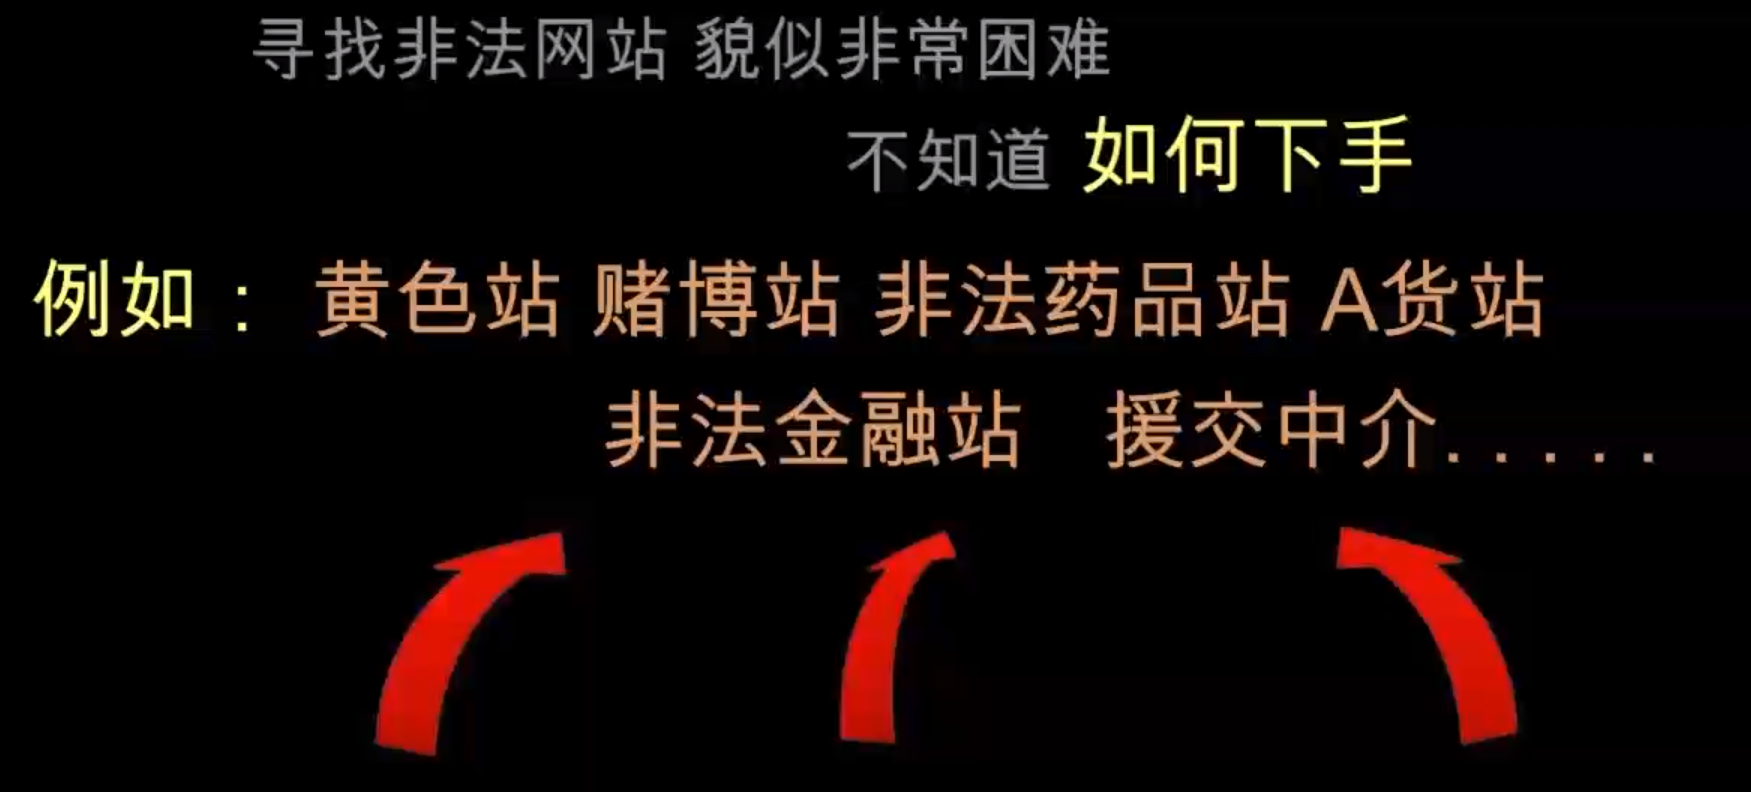 寻找非法网站 貌似非常困难
不知道 如何下手
例如： 黄色站 赌博站 非法药品站 A货站
非法金融站 援交中介.....